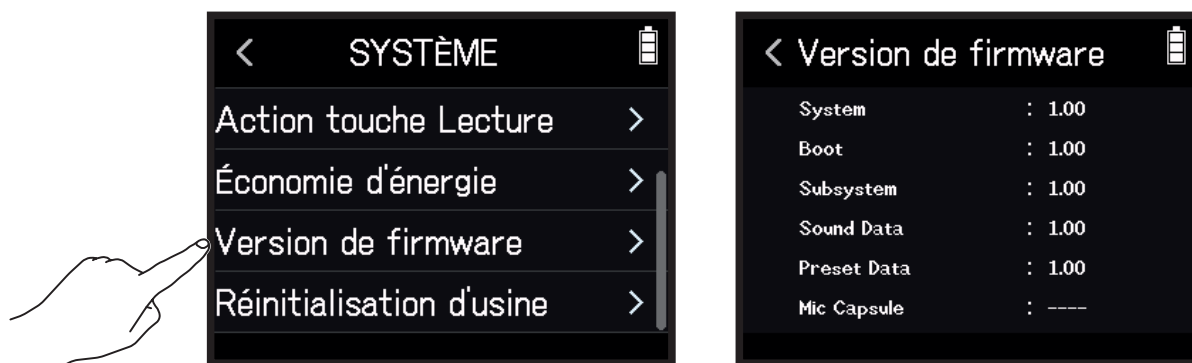 SYSTÈME
Action touche Lecture
Économie d'énergie
Version de firmware
Réinitialisation d'usine
Version de firmware
System : 1.00
Boot : 1.00
Subsystem : 1.00
Sound Data : 1.00
Preset Data : 1.00
Mic Capsule : ----